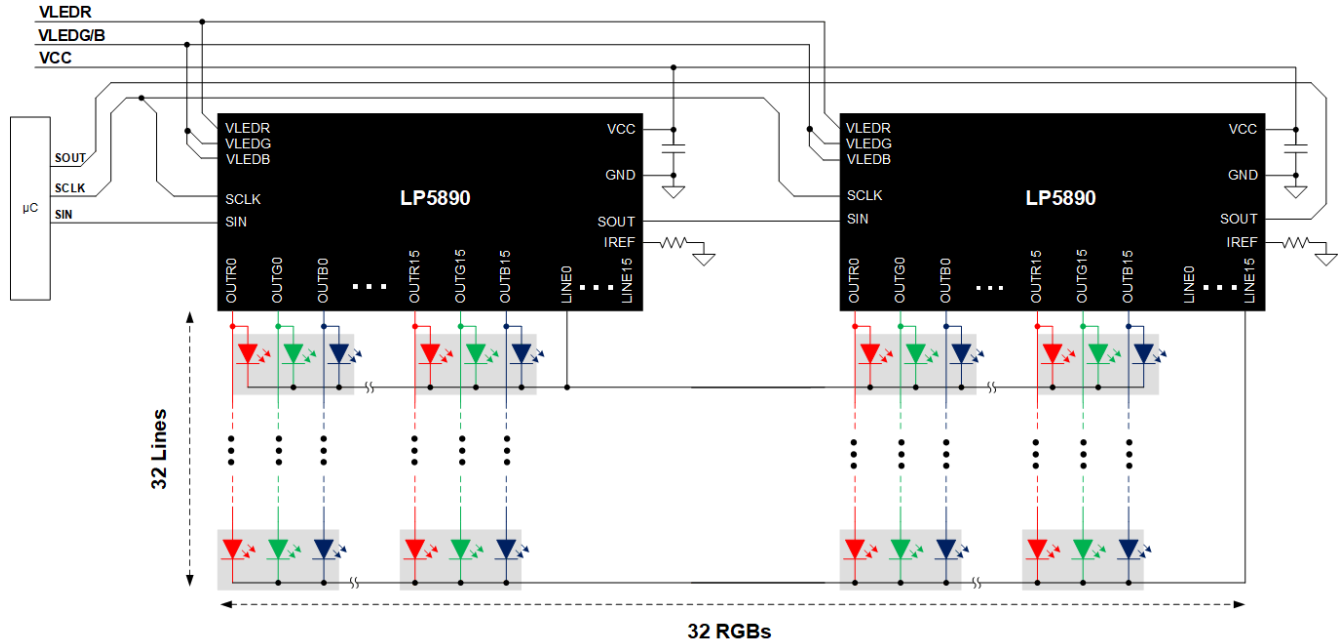 VLEDR
VLEDG/B
VCC
µC
SOUT
SCLK
SIN
VLEDR
VLEDG
VLEDB
SCLK
SIN
LP5890
VCC
GND
SOUT
IREF
OUTR0
OUTG0
OUTB0
OUTR15
OUTG15
OUTB15
LINE0
LINE15
VLEDR
VLEDG
VLEDB
SCLK
SIN
LP5890
VCC
GND
SOUT
IREF
OUTR0
OUTG0
OUTB0
OUTR15
OUTG15
OUTB15
LINE0
LINE15
32 Lines
32 RGBs